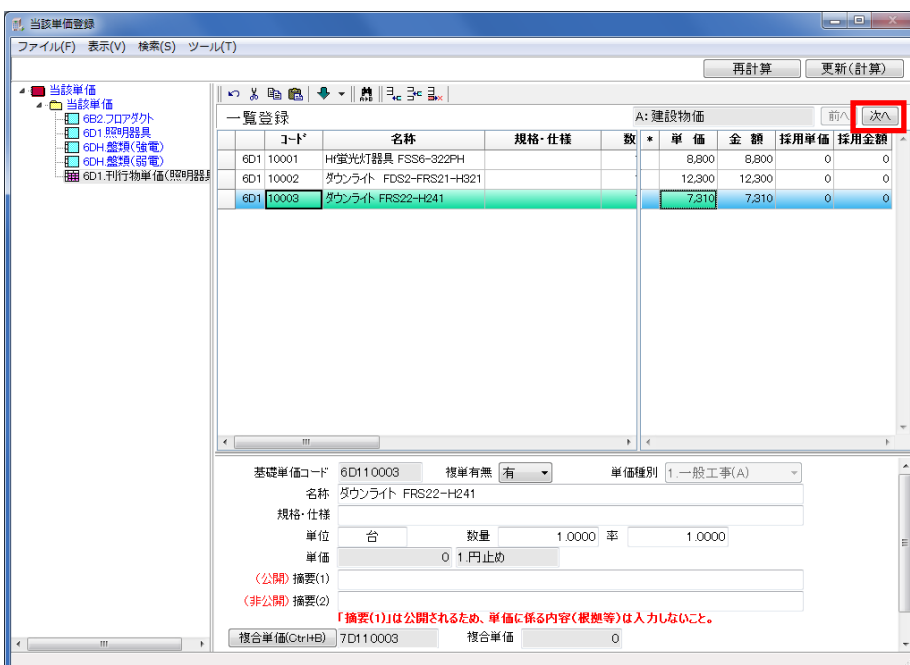 当該単価登録
ファイル(F) 表示(V) 検索(S) ツール(T)
再計算 更新(計算)
当該単価
当該単価
6B2.フロアダクト
6D1.照明器具
6DH.盤類(強電)
6DH.盤類(弱電)
6D1.刊行物単価(照明器具
一覧登録 A:建設物価 前へ 次へ
コード 名称 規格・仕様 数 * 単 価 金 額 採用単価 採用金額
6D1 10001 Hf蛍光灯器具 FSS6-322PH 8,800 8,800 0 0
6D1 10002 ダウンライト FDS2-FRS21-H321 12,300 12,300 0 0
6D1 10003 ダウンライト FRS22-H241 7,310 7,310 0 0
基礎単価コード 6D110003 複単有無 有 単価種別 1.一般工事(A)
名称 ダウンライト FRS22-H241
規格・仕様
単位 台 数量 1.0000 率 1.0000
単価 0 1.円止め
(公開) 摘要(1)
(非公開) 摘要(2)
「摘要(1)」は公開されるため、単価に係る内容(根拠等)は入力しないこと。
複合単価(Ctrl+B) 7D110003 複合単価 0